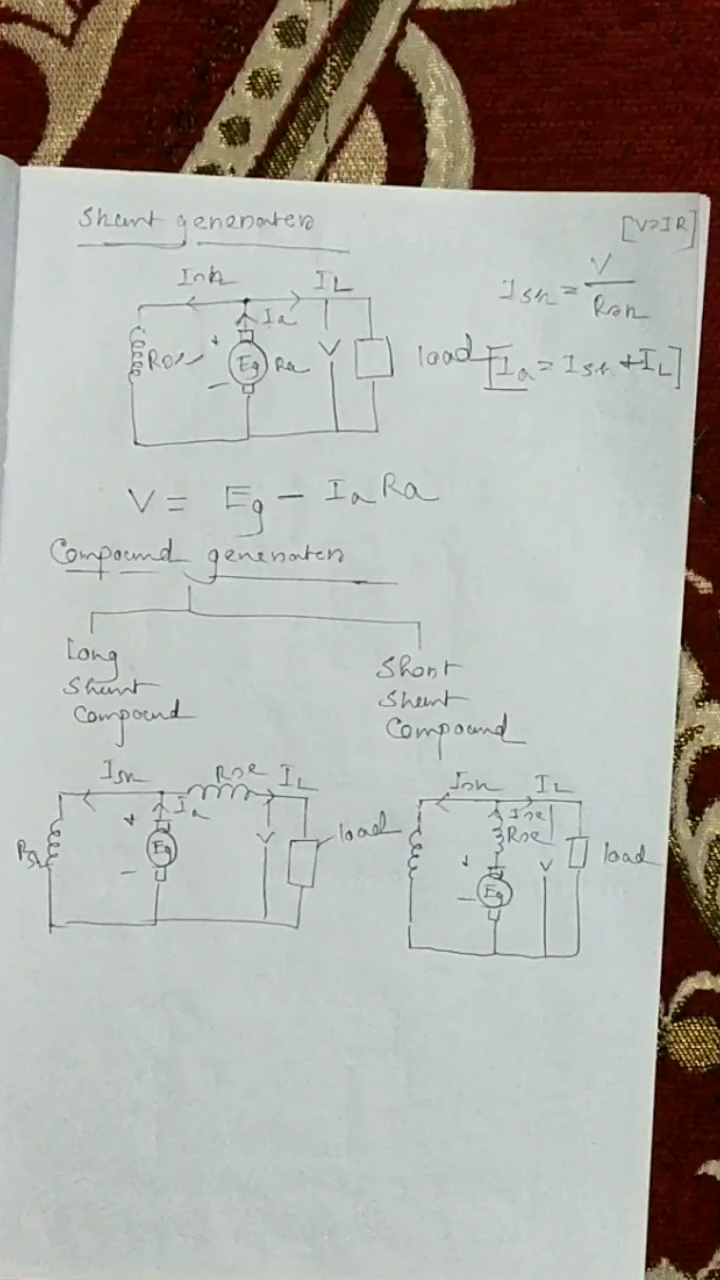 Shunt generator
[V=IR]
Ish
IL
Ish = V / Rsh
Ia
Rsh
+
Eg
Ra
V
load
[Ia = Ish + IL]
-
V = Eg - IaRa
Compound generator
Long
Shunt
Compound
Short
Shunt
Compound
Ish
Rse
IL
Ia
+
Rsh
Eg
V
load
-
Ish
IL
Ise
Rse
+
V
load
Eg
-